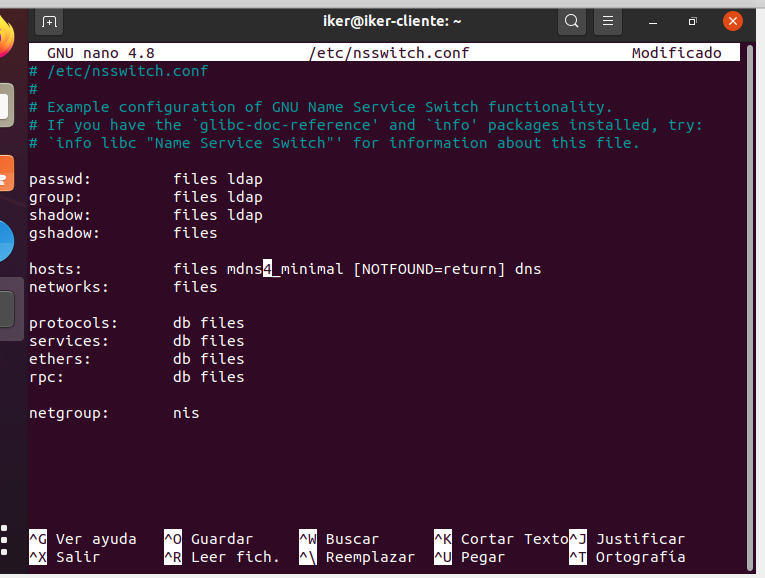 iker@iker-cliente: ~
GNU nano 4.8 /etc/nsswitch.conf Modificado
# /etc/nsswitch.conf
#
# Example configuration of GNU Name Service Switch functionality.
# If you have the `glibc-doc-reference' and `info' packages installed, try:
# `info libc "Name Service Switch"' for information about this file.
passwd: files ldap
group: files ldap
shadow: files ldap
gshadow: files
hosts: files mdns4_minimal [NOTFOUND=return] dns
networks: files
protocols: db files
services: db files
ethers: db files
rpc: db files
netgroup: nis
^G Ver ayuda ^O Guardar ^W Buscar ^K Cortar Texto ^J Justificar
^X Salir ^R Leer fich. ^\ Reemplazar ^U Pegar ^T Ortografía